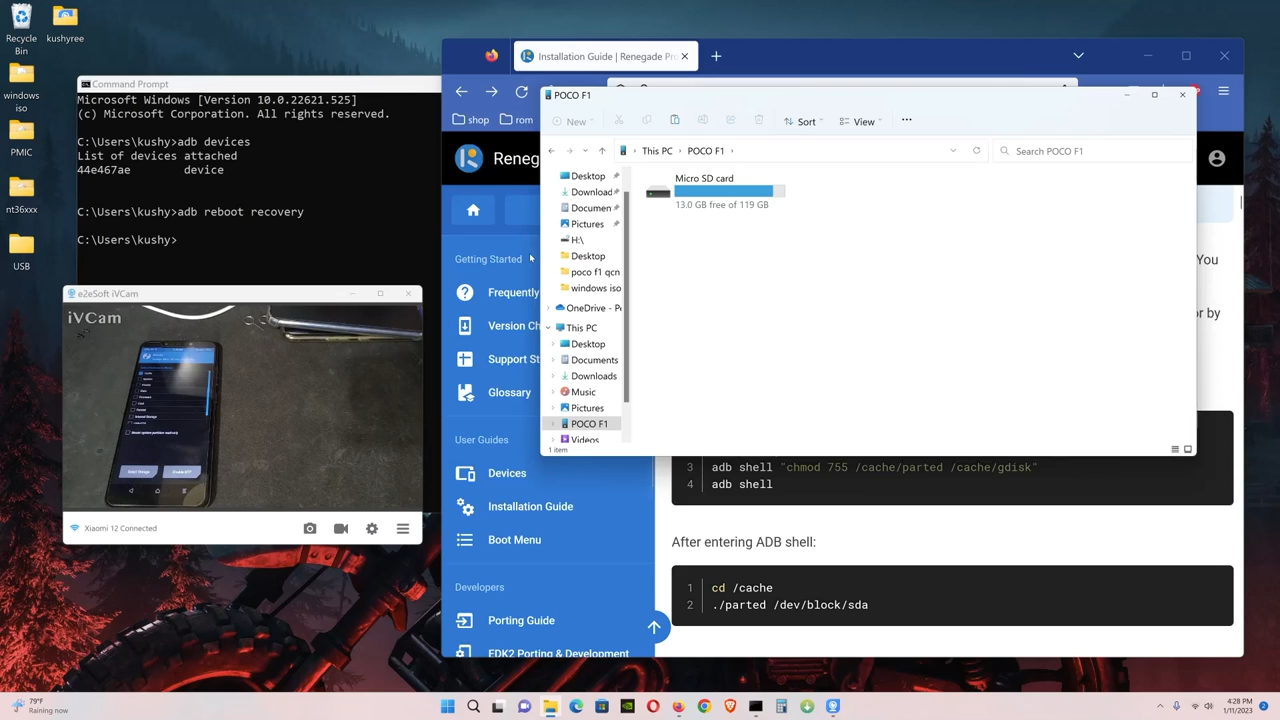 Recycle
Bin
kushyree
windows
iso
PMIC
nt36xxx
USB
Command Prompt
Microsoft Windows [Version 10.0.22621.525]
(c) Microsoft Corporation. All rights reserved.
C:\Users\kushy>adb devices
List of devices attached
44e467ae device
C:\Users\kushy>adb reboot recovery
C:\Users\kushy>
e2eSoft iVCam
iVCam
Xiaomi 12 Connected
Installation Guide | Renegade Pr
shop
rom
Reneg
Getting Started
Frequently
Version Ch
Support St
Glossary
User Guides
Devices
Installation Guide
Boot Menu
Developers
Porting Guide
EDK2 Porting & Development
POCO F1
New
Sort
View
This PC
POCO F1
Search POCO F1
Desktop
Download
Documen
Pictures
H:\
Desktop
poco f1 qcn
windows iso
OneDrive - Pe
This PC
Desktop
Documents
Downloads
Music
Pictures
POCO F1
Videos
Micro SD card
13.0 GB free of 119 GB
1 item
You
or by
3 adb shell "chmod 755 /cache/parted /cache/gdisk"
4 adb shell
After entering ADB shell:
1 cd /cache
2 ./parted /dev/block/sda
79°F
Raining now
4:28 PM
1/11/2023
2